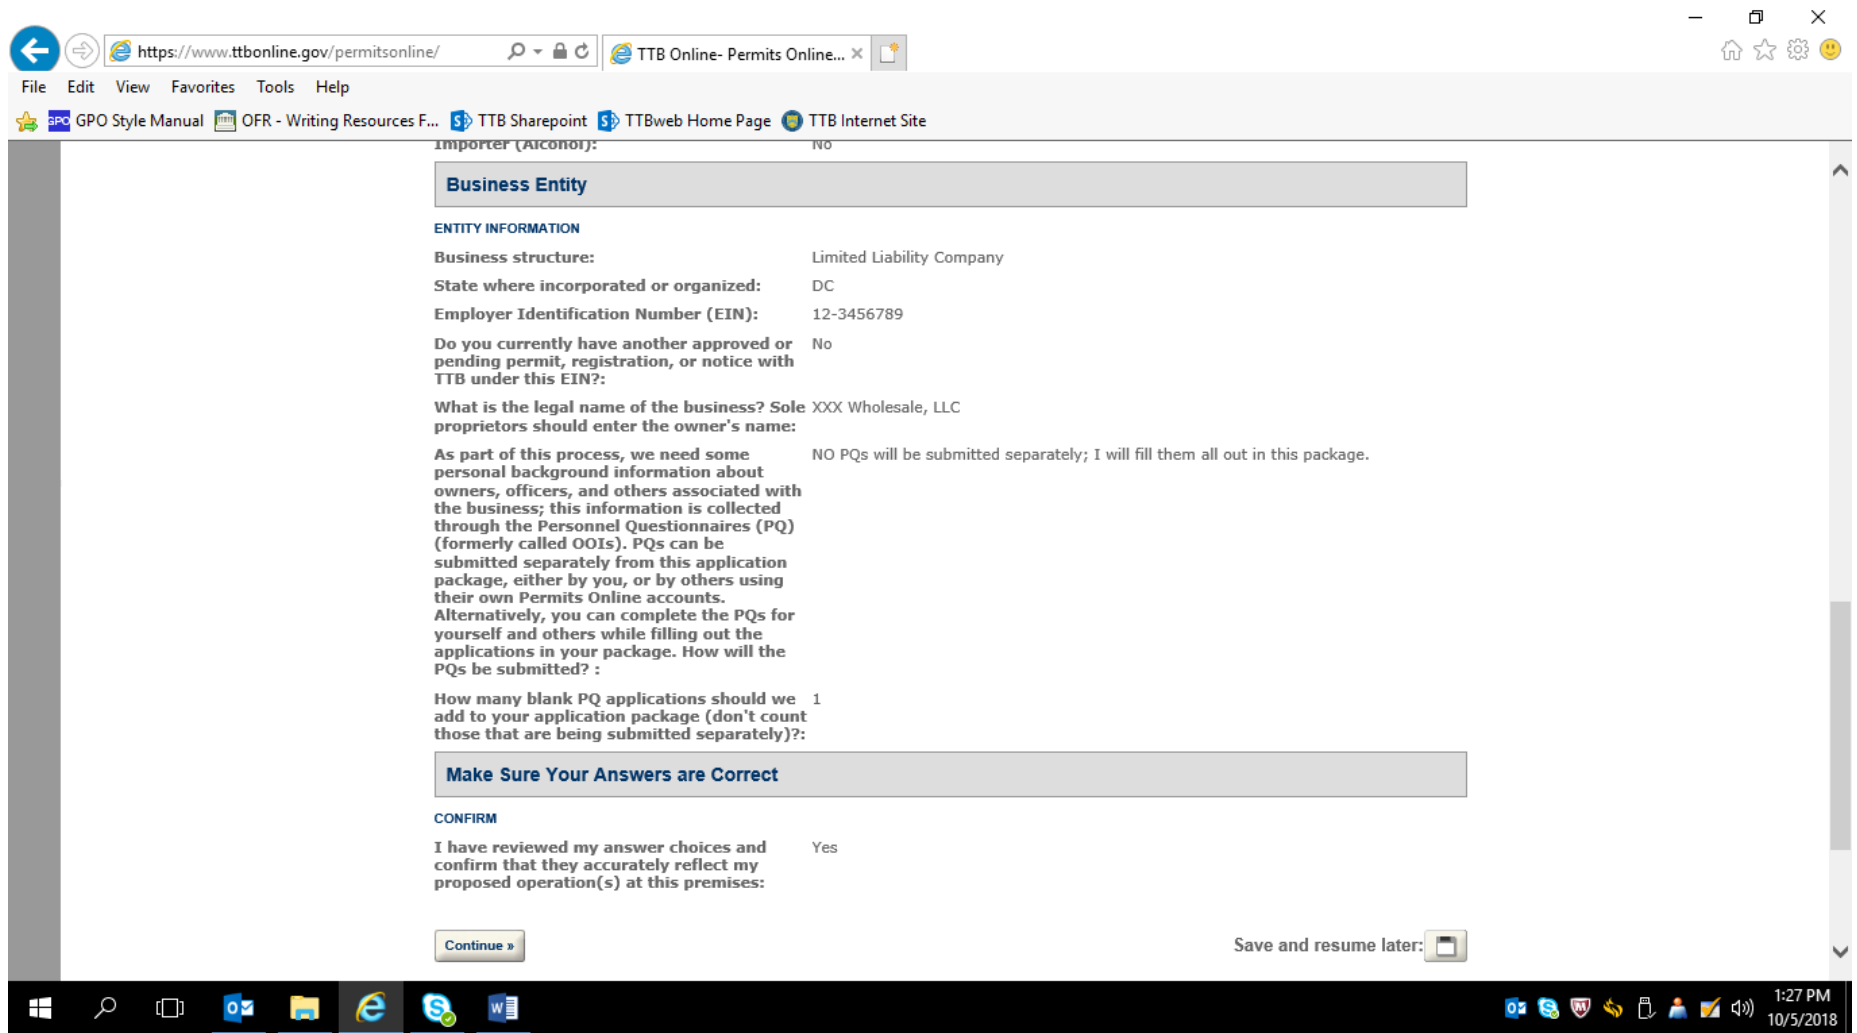 https://www.ttbonline.gov/permitsonline/
TTB Online- Permits Online...
File Edit View Favorites Tools Help
GPO GPO Style Manual OFR - Writing Resources F... TTB Sharepoint TTBweb Home Page TTB Internet Site
Importer (Alcohol): No
Business Entity
ENTITY INFORMATION
Business structure: Limited Liability Company
State where incorporated or organized: DC
Employer Identification Number (EIN): 12-3456789
Do you currently have another approved or No
pending permit, registration, or notice with
TTB under this EIN?:
What is the legal name of the business? Sole XXX Wholesale, LLC
proprietors should enter the owner's name:
As part of this process, we need some NO PQs will be submitted separately; I will fill them all out in this package.
personal background information about
owners, officers, and others associated with
the business; this information is collected
through the Personnel Questionnaires (PQ)
(formerly called OOIs). PQs can be
submitted separately from this application
package, either by you, or by others using
their own Permits Online accounts.
Alternatively, you can complete the PQs for
yourself and others while filling out the
applications in your package. How will the
PQs be submitted? :
How many blank PQ applications should we 1
add to your application package (don't count
those that are being submitted separately)?:
Make Sure Your Answers are Correct
CONFIRM
I have reviewed my answer choices and Yes
confirm that they accurately reflect my
proposed operation(s) at this premises:
Continue »
Save and resume later:
1:27 PM
10/5/2018